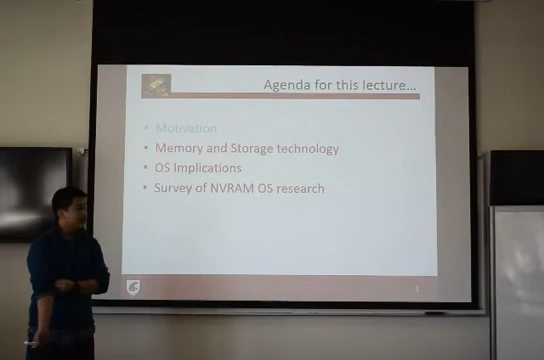 Agenda for this lecture…
• Motivation
• Memory and Storage technology
• OS Implications
• Survey of NVRAM OS research